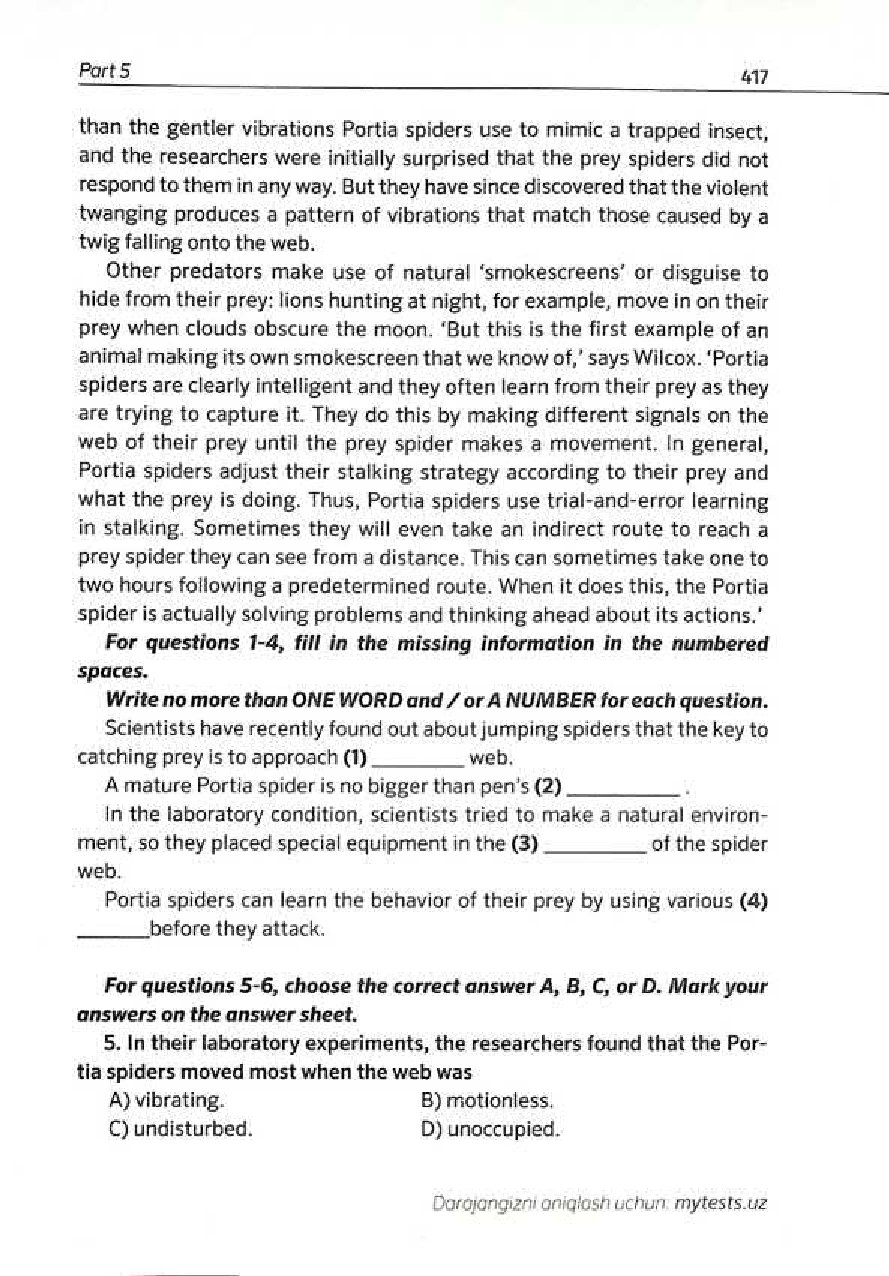 Part 5
417
than the gentler vibrations Portia spiders use to mimic a trapped insect,
and the researchers were initially surprised that the prey spiders did not
respond to them in any way. But they have since discovered that the violent
twanging produces a pattern of vibrations that match those caused by a
twig falling onto the web.
Other predators make use of natural ‘smokescreens’ or disguise to
hide from their prey: lions hunting at night, for example, move in on their
prey when clouds obscure the moon. ‘But this is the first example of an
animal making its own smokescreen that we know of,’ says Wilcox. ‘Portia
spiders are clearly intelligent and they often learn from their prey as they
are trying to capture it. They do this by making different signals on the
web of their prey until the prey spider makes a movement. In general,
Portia spiders adjust their stalking strategy according to their prey and
what the prey is doing. Thus, Portia spiders use trial-and-error learning
in stalking. Sometimes they will even take an indirect route to reach a
prey spider they can see from a distance. This can sometimes take one to
two hours following a predetermined route. When it does this, the Portia
spider is actually solving problems and thinking ahead about its actions.’
For questions 1-4, fill in the missing information in the numbered
spaces.
Write no more than ONE WORD and / or A NUMBER for each question.
Scientists have recently found out about jumping spiders that the key to
catching prey is to approach (1) _________ web.
A mature Portia spider is no bigger than pen’s (2) ___________ .
In the laboratory condition, scientists tried to make a natural environ-
ment, so they placed special equipment in the (3) __________ of the spider
web.
Portia spiders can learn the behavior of their prey by using various (4)
_______before they attack.
For questions 5-6, choose the correct answer A, B, C, or D. Mark your
answers on the answer sheet.
5. In their laboratory experiments, the researchers found that the Por-
tia spiders moved most when the web was
A) vibrating. B) motionless.
C) undisturbed. D) unoccupied.
Darajangizni aniqlash uchun: mytests.uz